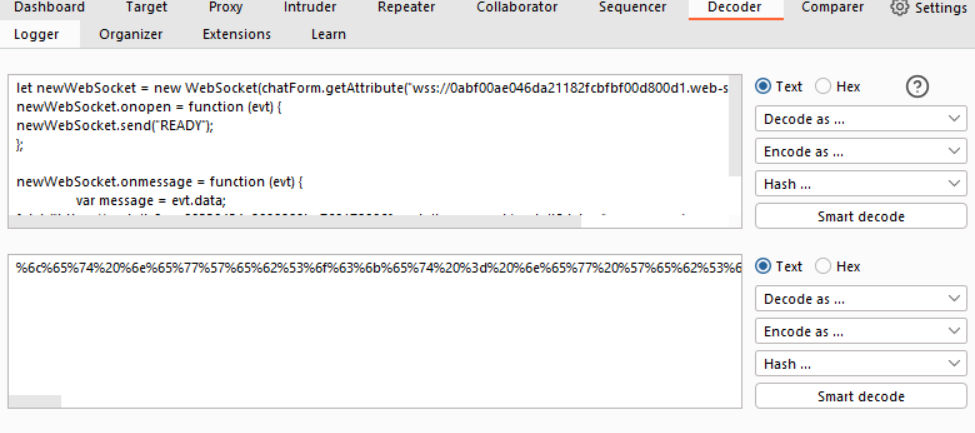 Dashboard Target Proxy Intruder Repeater Collaborator Sequencer Decoder Comparer Settings
Logger Organizer Extensions Learn
let newWebSocket = new WebSocket(chatForm.getAttribute("wss://0abf00ae046da21182fcbfbf00d800d1.web-s
Text Hex ?
newWebSocket.onopen = function (evt) {
newWebSocket.send("READY");
Decode as ...
};
Encode as ...
newWebSocket.onmessage = function (evt) {
Hash ...
var message = evt.data;
Smart decode
%6c%65%74%20%6e%65%77%57%65%62%53%6f%63%6b%65%74%20%3d%20%6e%65%77%20%57%65%62%53%6
Text Hex
Decode as ...
Encode as ...
Hash ...
Smart decode